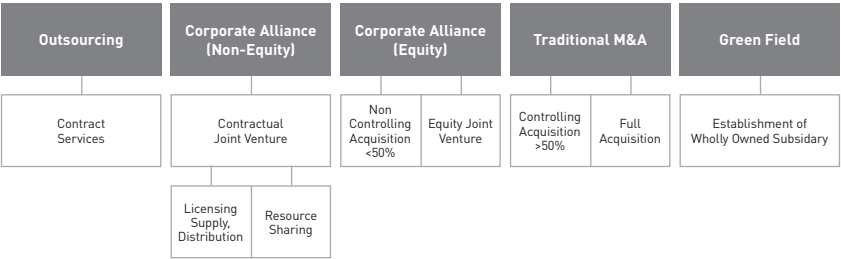 Outsourcing
Corporate Alliance
(Non-Equity)
Corporate Alliance
(Equity)
Traditional M&A
Green Field
Contract
Services
Contractual
Joint Venture
Non
Controlling
Acquisition
<50%
Equity Joint
Venture
Controlling
Acquisition
>50%
Full
Acquisition
Establishment of
Wholly Owned Subsidary
Licensing
Supply,
Distribution
Resource
Sharing